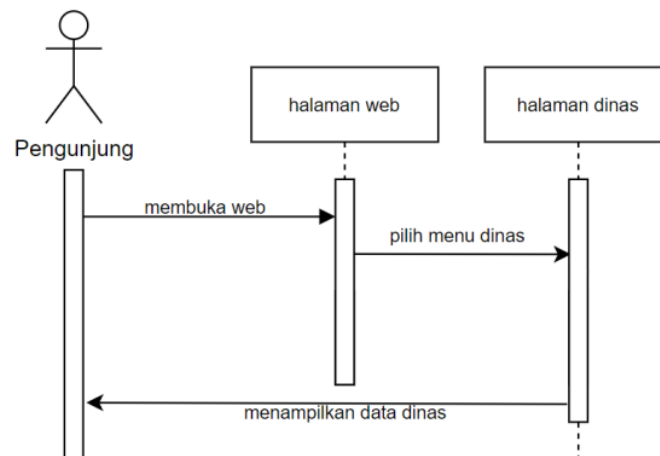 halaman web
halaman dinas
Pengunjung
membuka web
pilih menu dinas
menampilkan data dinas